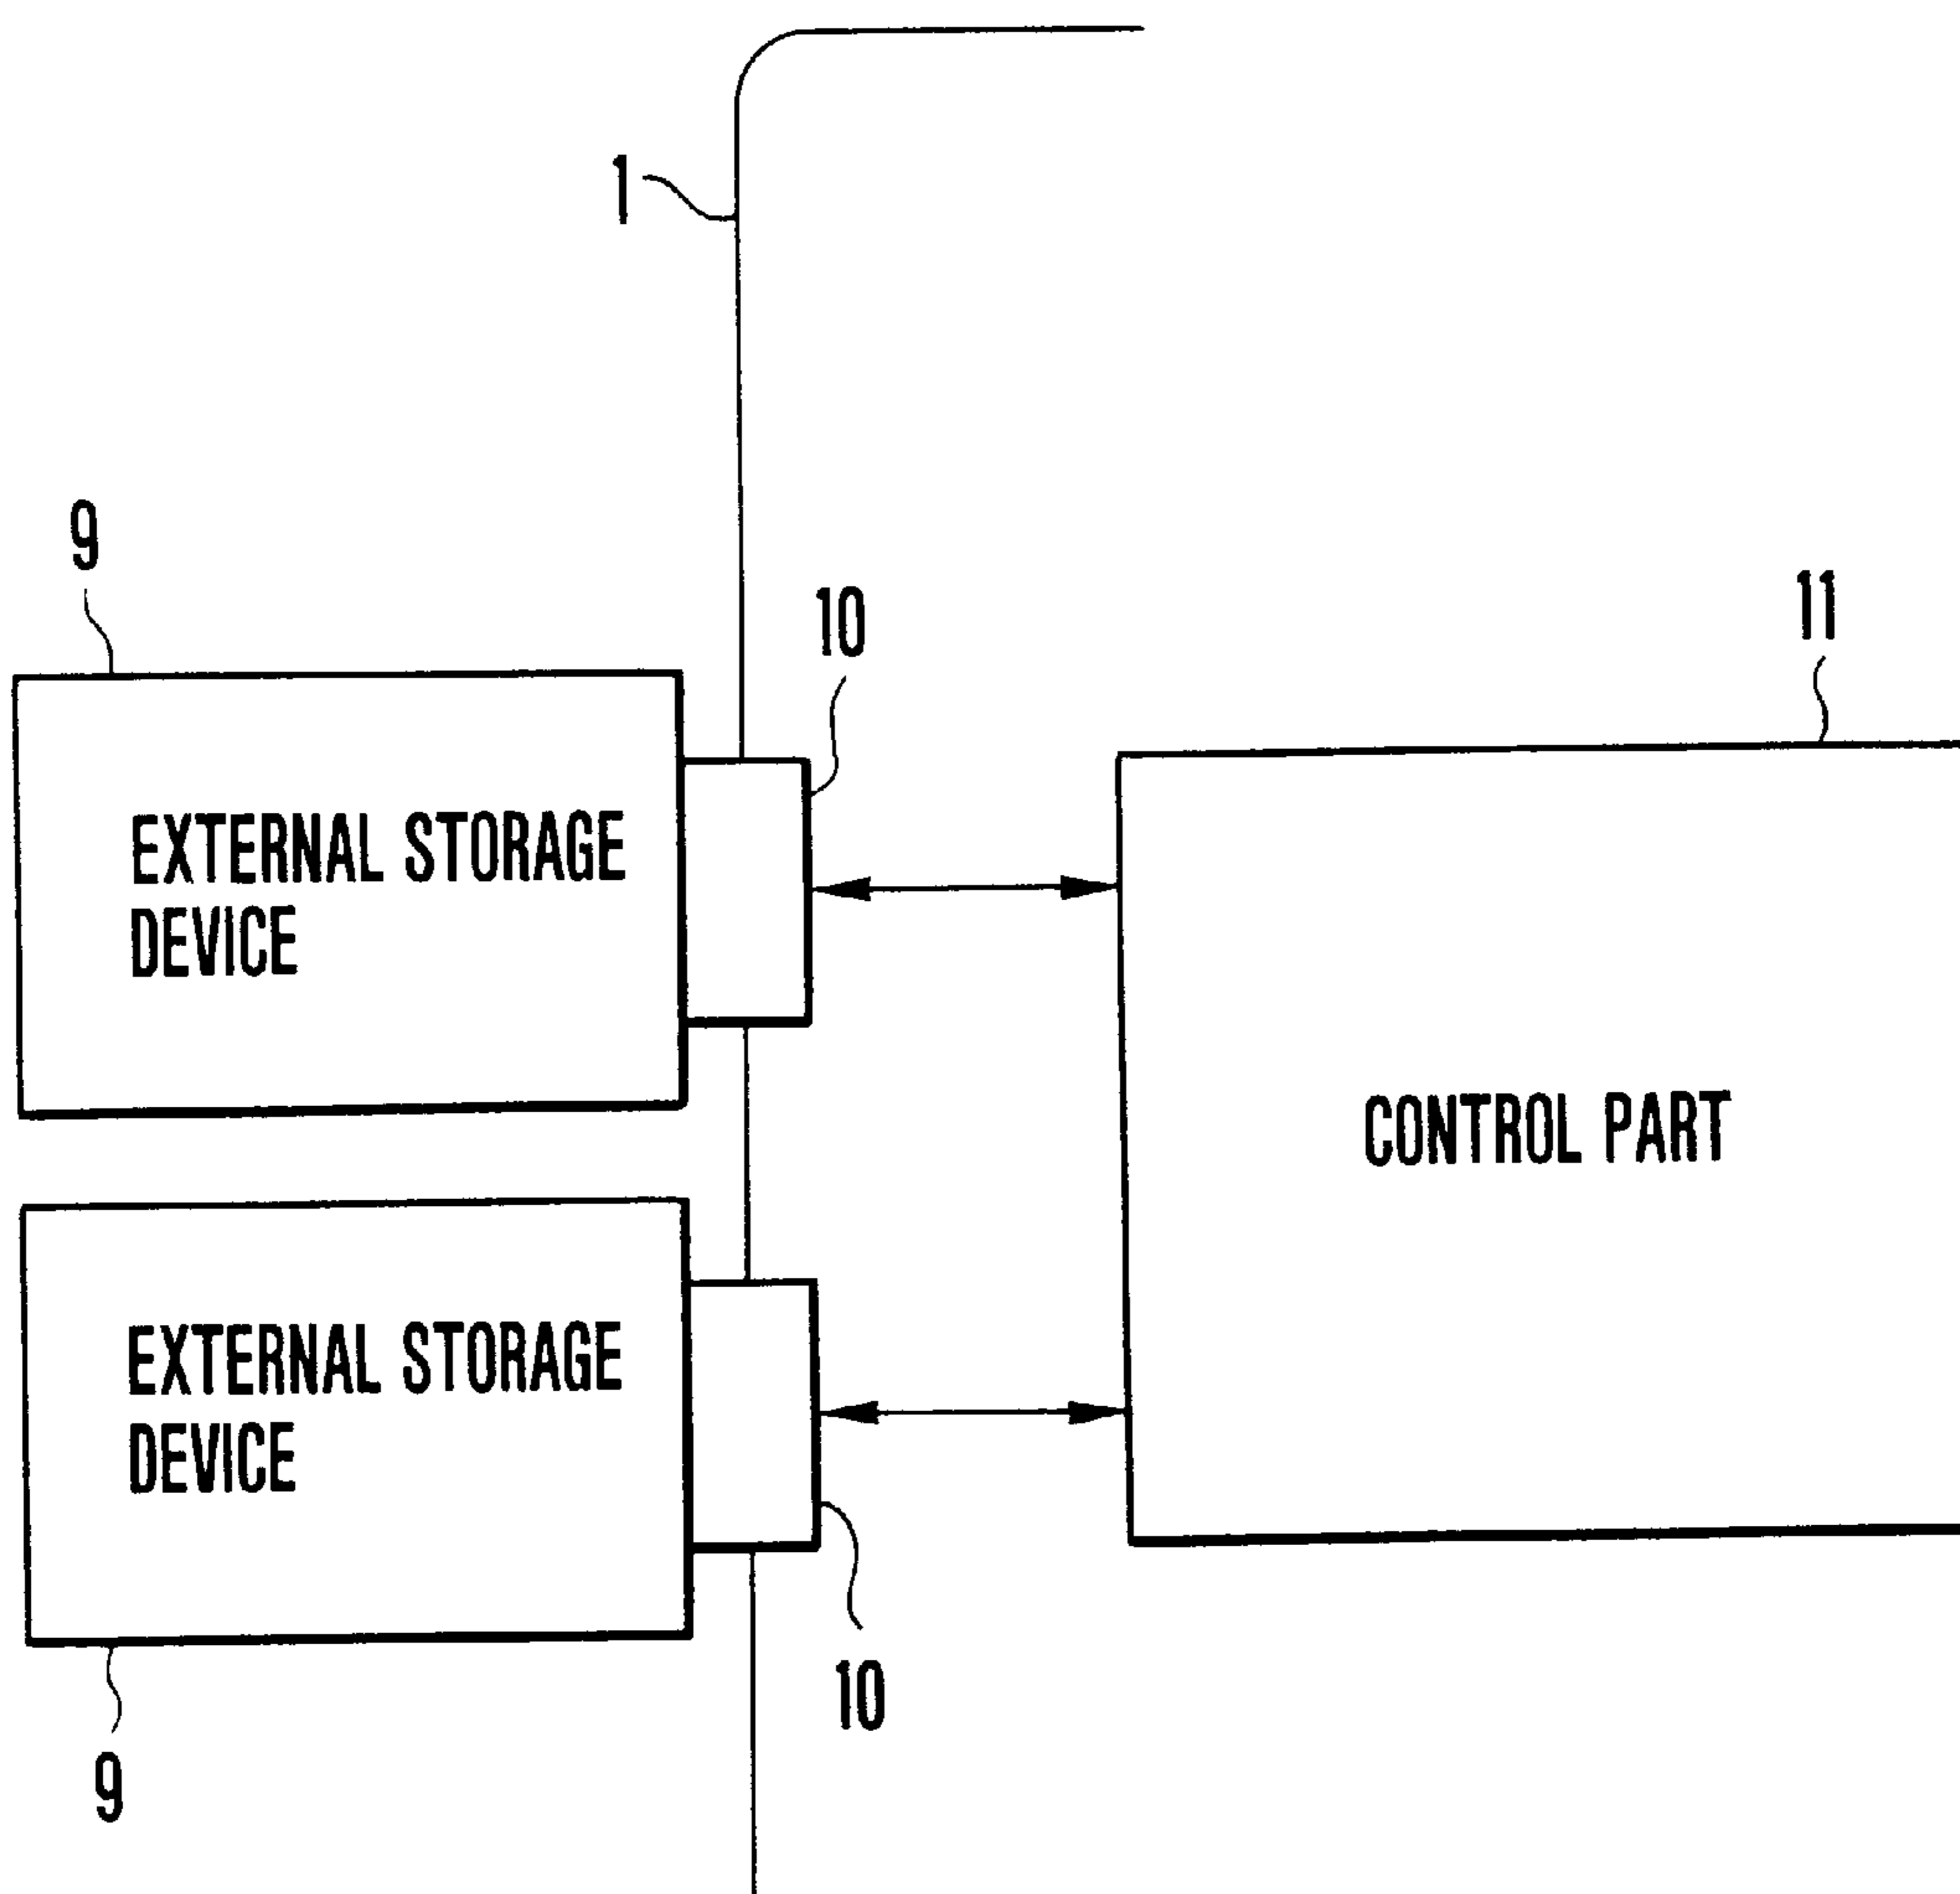 1
9
10
11
EXTERNAL STORAGE
DEVICE
CONTROL PART
EXTERNAL STORAGE
DEVICE
10
9